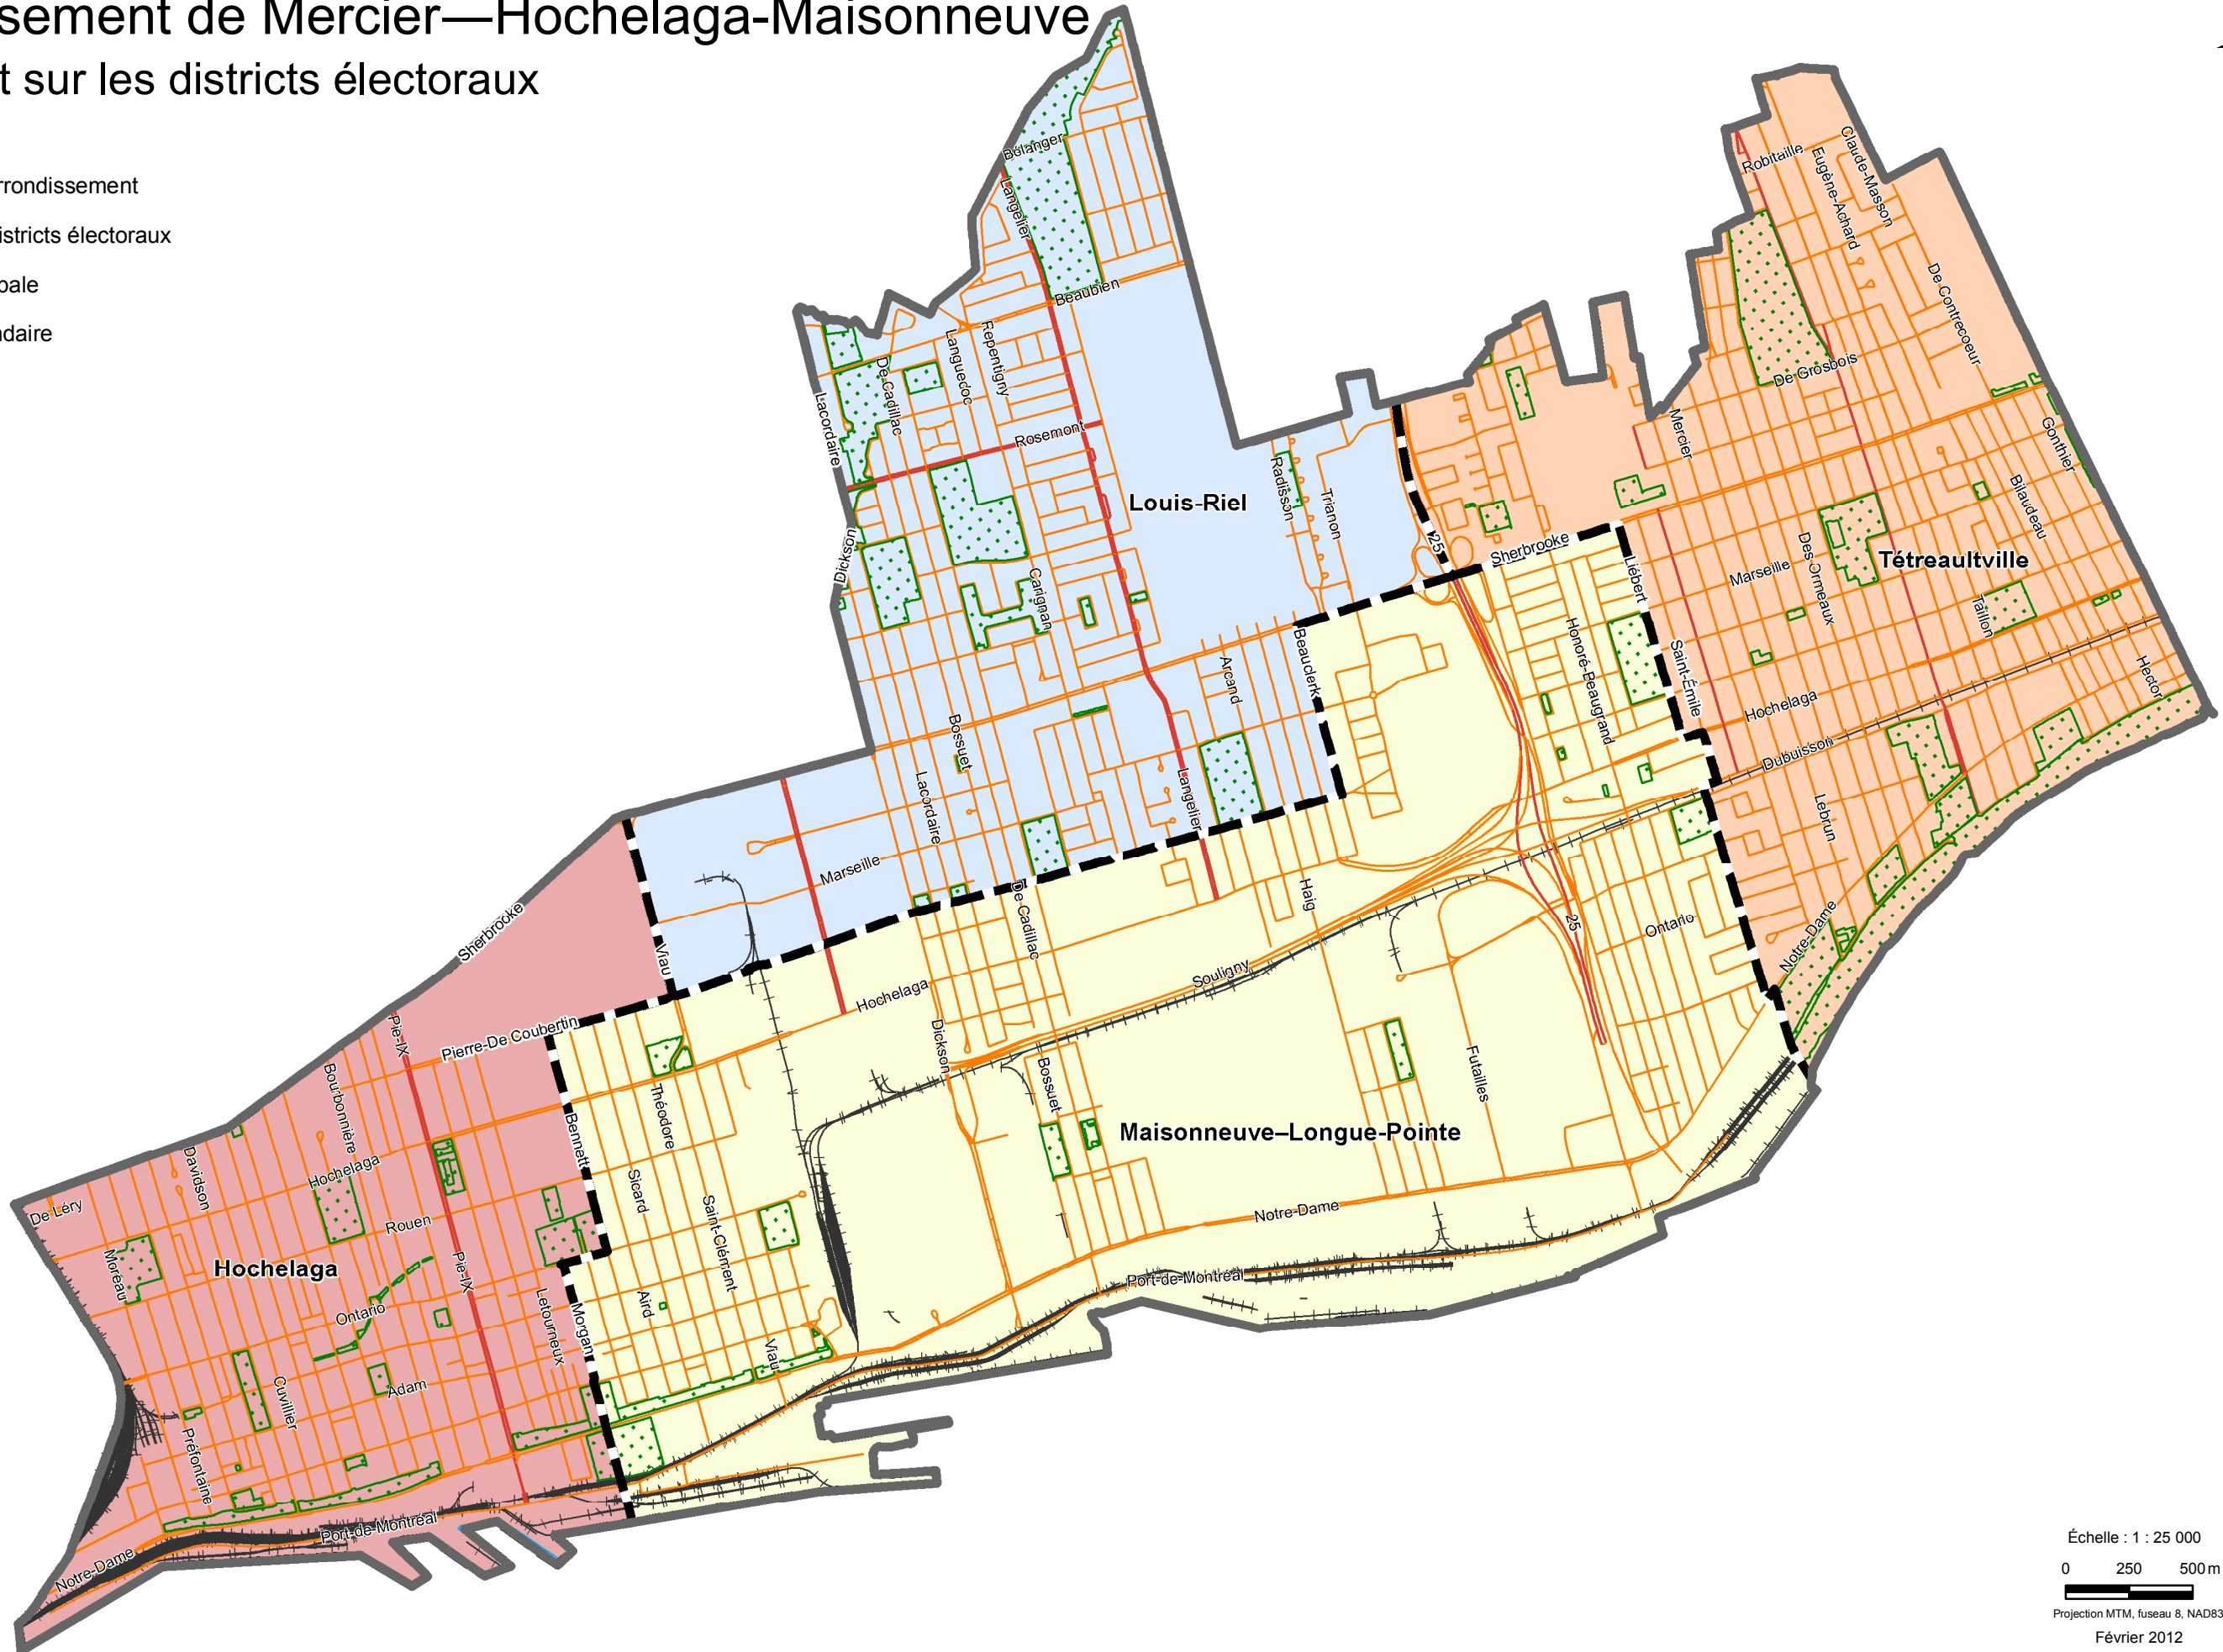 sement de Mercier—Hochelaga-Maisonneuve
t sur les districts électoraux
rrondissement
istricts électoraux
pale
ndaire
Bélanger
Langelier
Beaubien
Robitaille
Eugène-Achard
Claude-Masson
De Contrecoeur
De Grosbois
Gonthier
Mercier
Bilaudeau
Lacordaire
De Cadillac
Languedoc
Repentigny
Rosemont
Louis-Riel
Radisson
Trianon
25
Sherbrooke
Liébert
Marseille
Des Ormeaux
Tétreaultville
Taillon
Hector
Dickson
Carignan
Arcand
Beauclerk
Honoré-Beaugrand
Saint-Émile
Hochelaga
Dubuisson
Lebrun
Bossuet
Lacordaire
Langelier
Marseille
De Cadillac
Haig
25
Ontario
Notre-Dame
Sherbrooke
Viau
Hochelaga
Souligny
Pie-IX
Pierre-De Coubertin
Dickson
Bossuet
Futailles
Bourbonnière
Bennett
Théodore
Maisonneuve–Longue-Pointe
Davidson
Hochelaga
Sicard
Saint-Clément
De Léry
Rouen
Notre-Dame
Moreau
Hochelaga
Pie-IX
Port-de-Montréal
Ontario
Letourneux
Morgan
Aird
Viau
Cuvillier
Adam
Préfontaine
Port-de-Montréal
Notre-Dame
Échelle : 1 : 25 000
0 250 500 m
Projection MTM, fuseau 8, NAD83
Février 2012